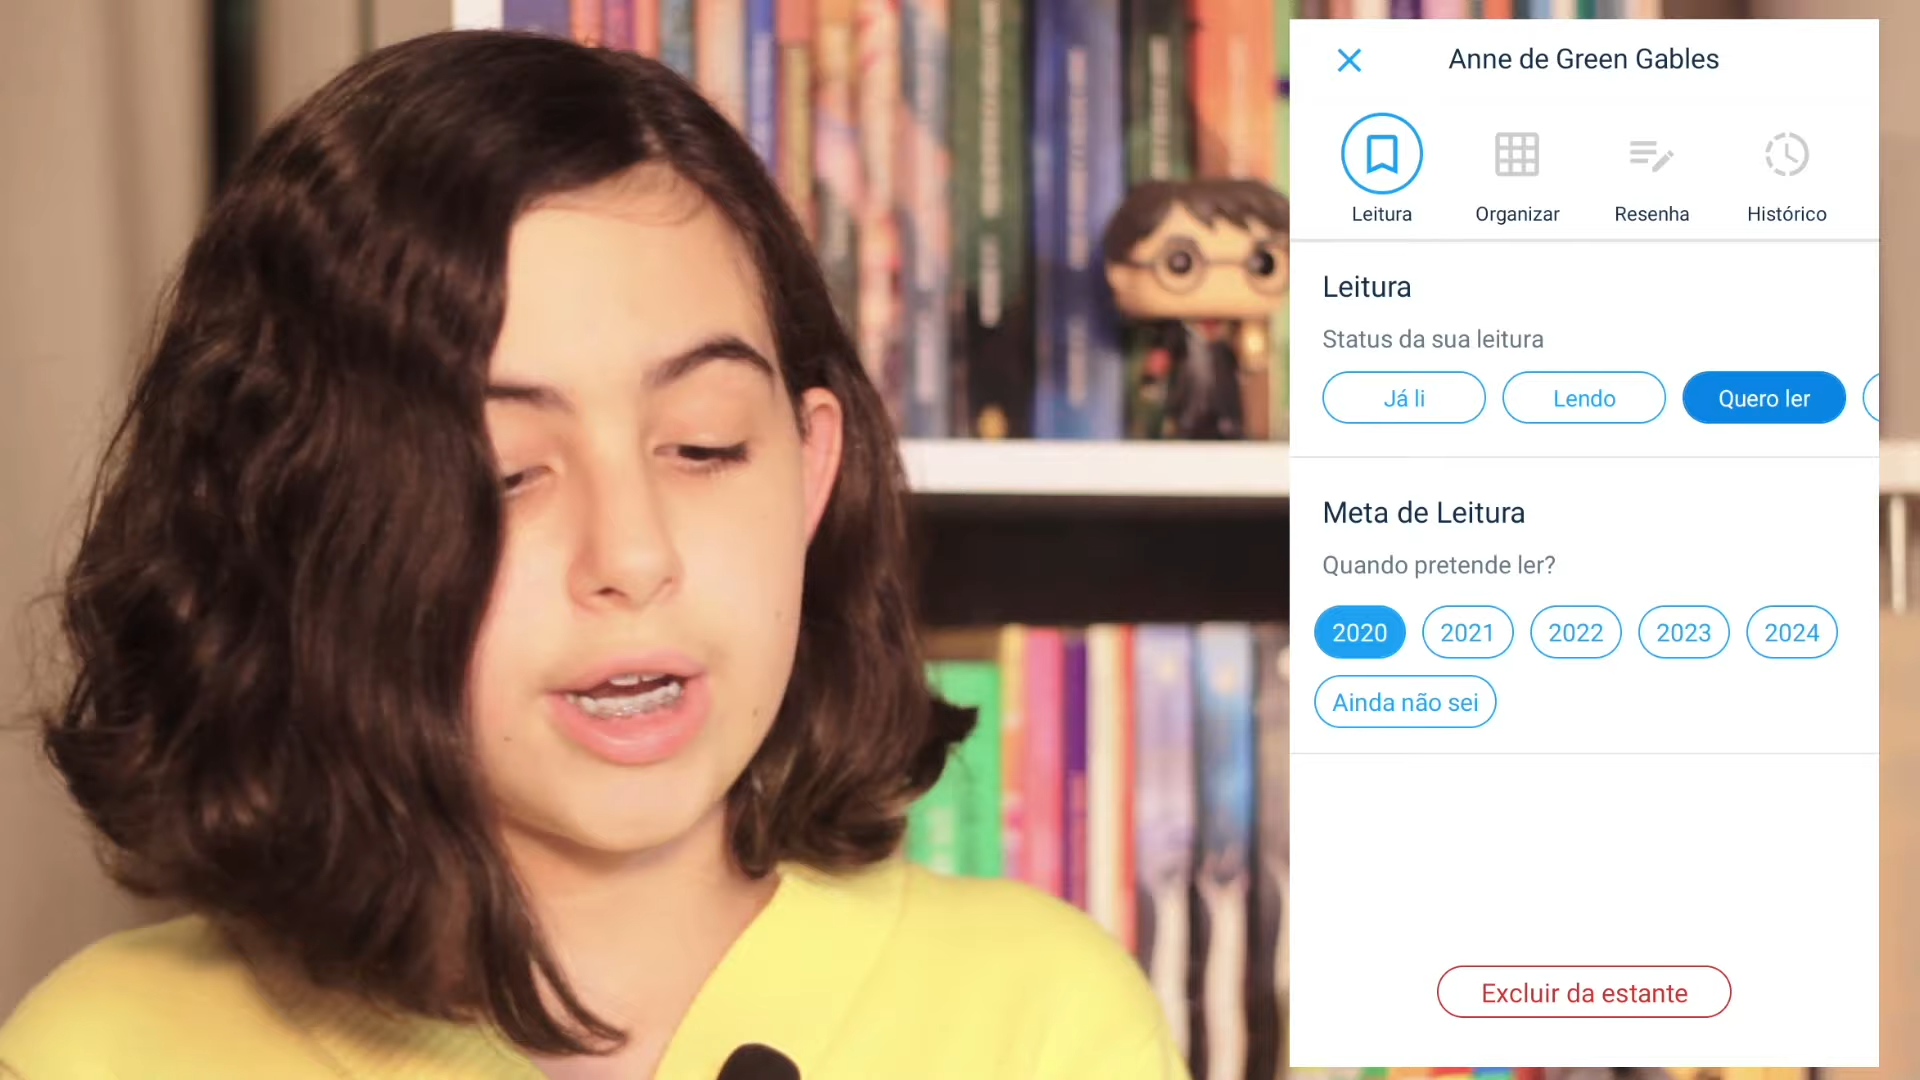 Anne de Green Gables
Leitura
Organizar
Resenha
Histórico
Leitura
Status da sua leitura
Já li
Lendo
Quero ler
Meta de Leitura
Quando pretende ler?
2020
2021
2022
2023
2024
Ainda não sei
Excluir da estante